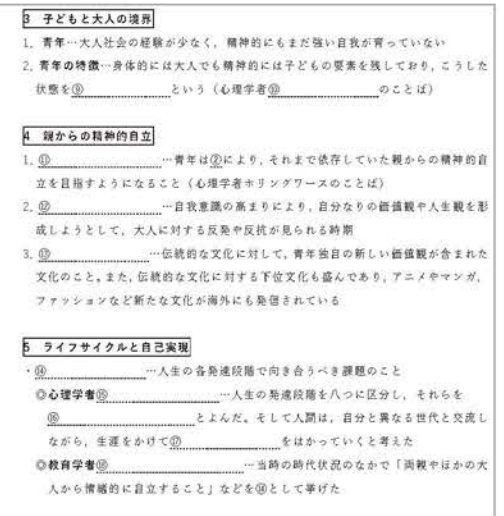 3 子どもと大人の境界
1. 青年…大人社会の経験が少なく，精神的にもまだ強い自我が育っていない
2. 青年の特徴…身体的には大人でも精神的には子どもの要素を残しており，こうした
状態を⑨ という（心理学者⑩ のことば）
4 親からの精神的自立
1. ⑪ …青年は②により，それまで依存していた親からの精神的自
立を目指すようになること（心理学者ホリングワースのことば）
2. ⑫ …自我意識の高まりにより，自分なりの価値観や人生観を形
成しようとして，大人に対する反発や反抗が見られる時期
3. ⑬ …伝統的な文化に対して，青年独自の新しい価値観が含まれた
文化のこと。また，伝統的な文化に対する下位文化も盛んであり，アニメやマンガ，
ファッションなど新たな文化が海外にも発信されている
5 ライフサイクルと自己実現
・⑭ …人生の各発達段階で向き合うべき課題のこと
◎心理学者⑮ …人生の発達段階を八つに区分し，それらを
⑯ とよんだ。そして人間は，自分と異なる世代と交流し
ながら，生涯をかけて⑰ をはかっていくと考えた
◎教育学者⑱ …当時の時代状況のなかで「両親やほかの大
人から情緒的に自立すること」などを⑭として挙げた